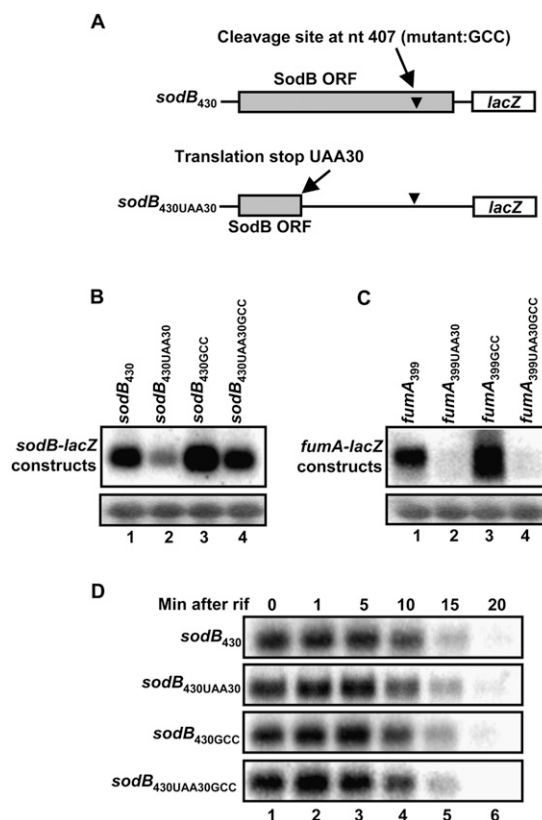 A
Cleavage site at nt 407 (mutant:GCC)
SodB ORF
sodB430
lacZ
Translation stop UAA30
sodB430UAA30
lacZ
SodB ORF
B
sodB430
sodB430UAA30
sodB430GCC
sodB430UAA30GCC
sodB-lacZ
constructs
1 2 3 4
C
fumA399
fumA399UAA30
fumA399GCC
fumA399UAA30GCC
fumA-lacZ
constructs
1 2 3 4
D
Min after rif 0 1 5 10 15 20
sodB430
sodB430UAA30
sodB430GCC
sodB430UAA30GCC
1 2 3 4 5 6